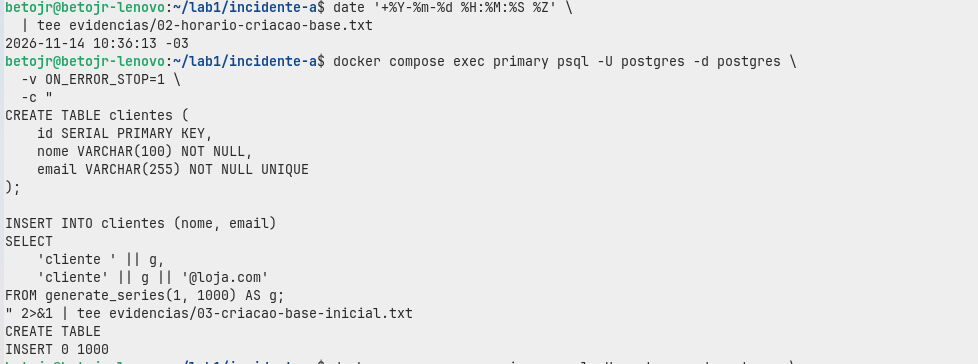 betojr@betojr-lenovo:~/lab1/incidente-a$ date '+%Y-%m-%d %H:%M:%S %Z' \
  | tee evidencias/02-horario-criacao-base.txt
2026-11-14 10:36:13 -03
betojr@betojr-lenovo:~/lab1/incidente-a$ docker compose exec primary psql -U postgres -d postgres \
  -v ON_ERROR_STOP=1 \
  -c "
CREATE TABLE clientes (
    id SERIAL PRIMARY KEY,
    nome VARCHAR(100) NOT NULL,
    email VARCHAR(255) NOT NULL UNIQUE
);

INSERT INTO clientes (nome, email)
SELECT
    'cliente ' || g,
    'cliente' || g || '@loja.com'
FROM generate_series(1, 1000) AS g;
" 2>&1 | tee evidencias/03-criacao-base-inicial.txt
CREATE TABLE
INSERT 0 1000